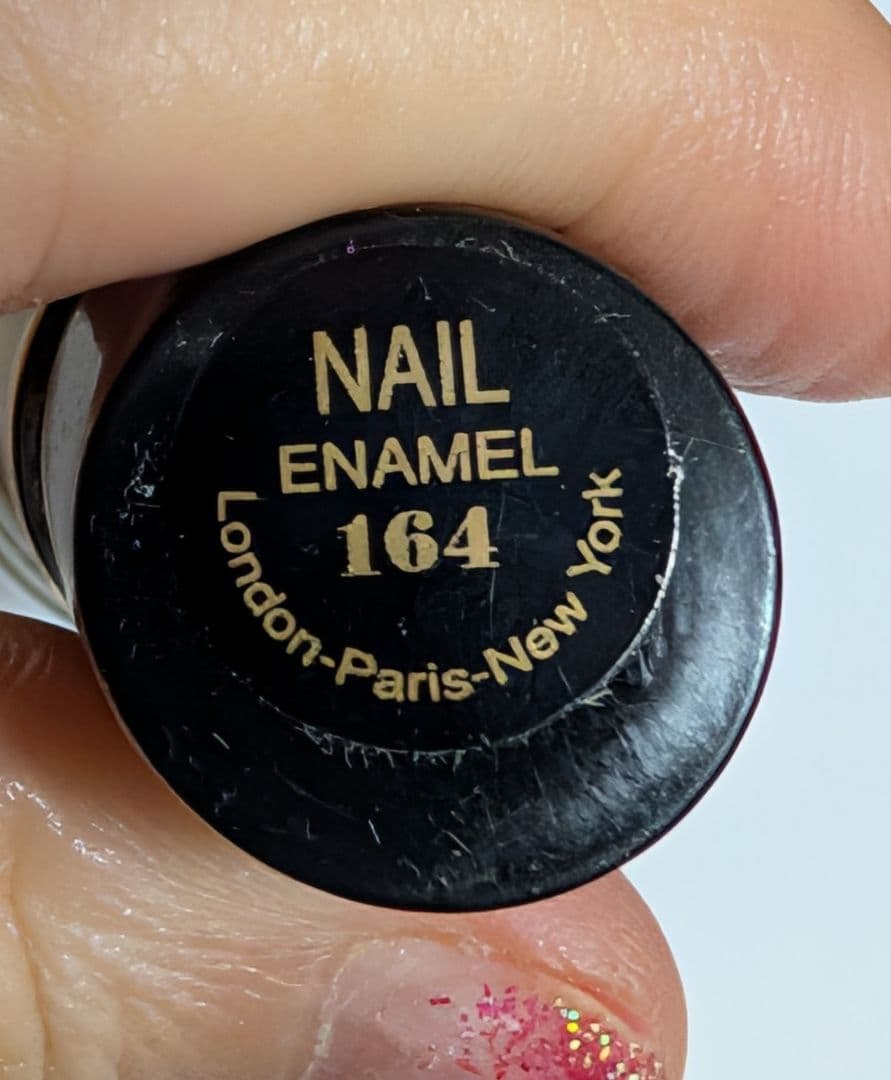 NAIL
ENAMEL
164
London-Paris-New York